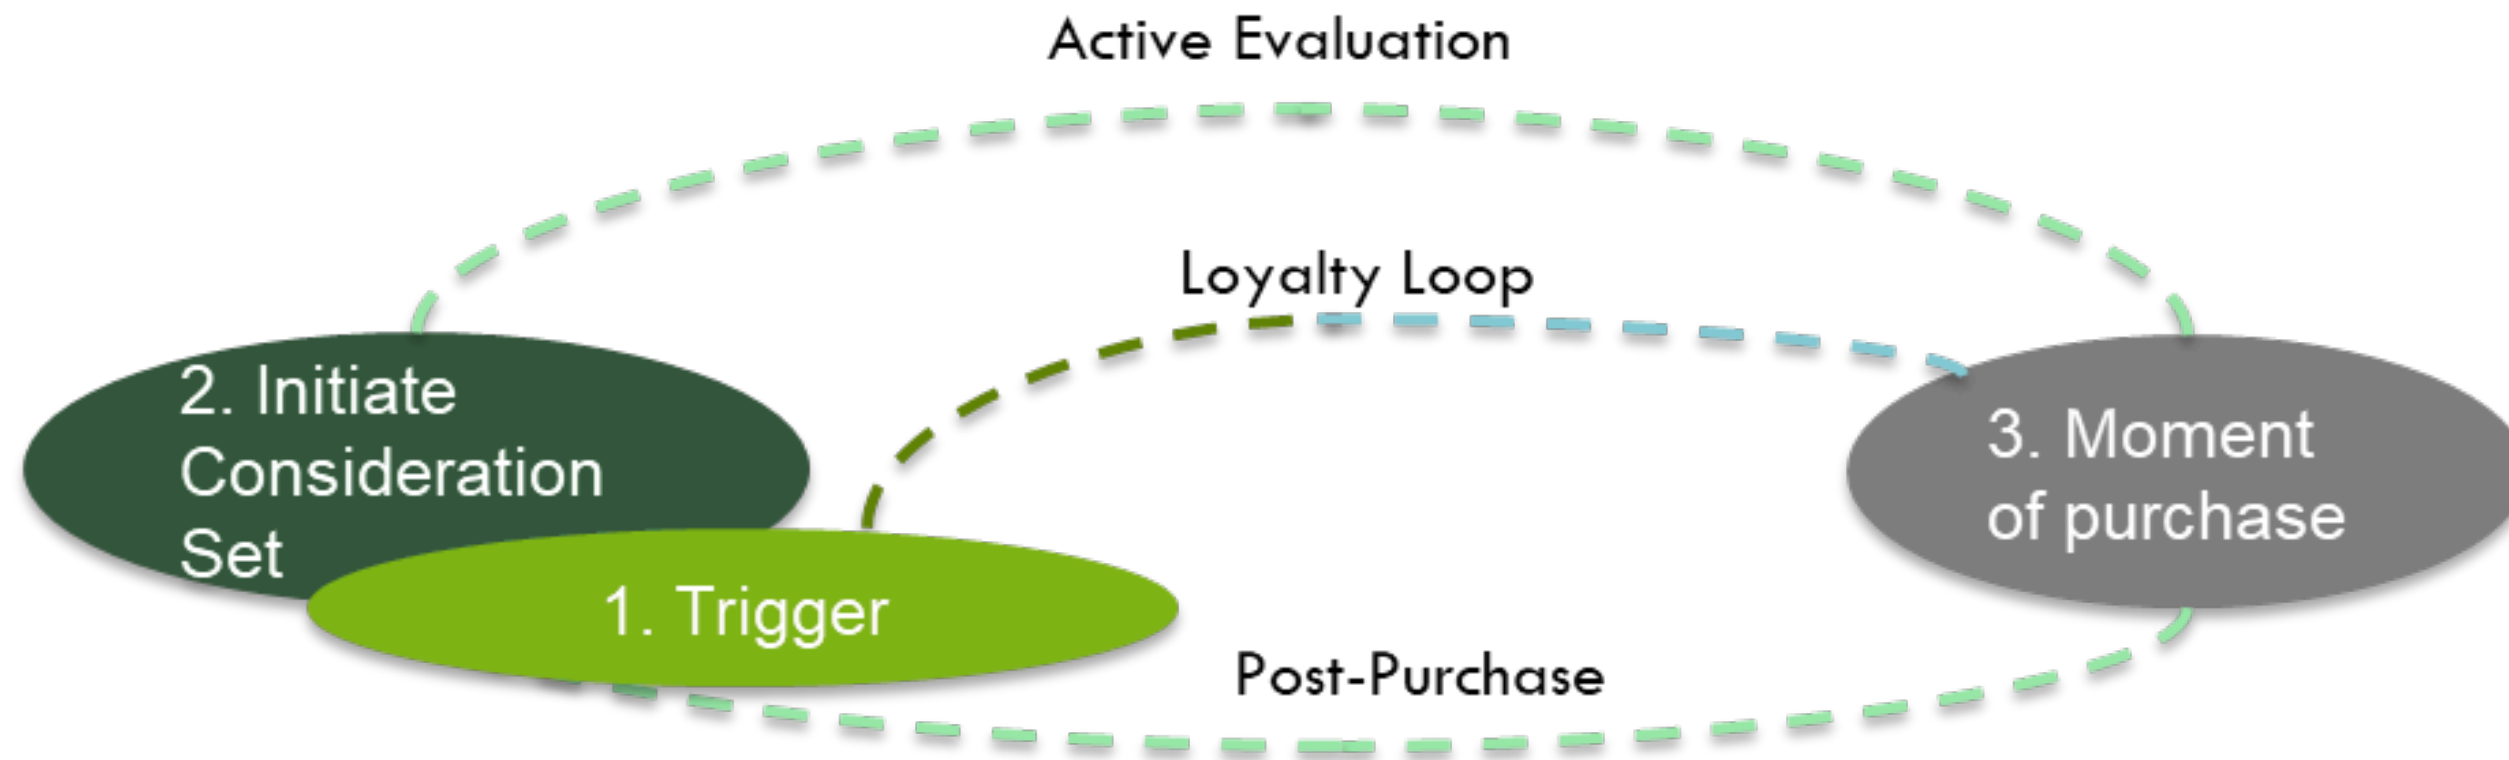 Active Evaluation
Loyalty Loop
2. Initiate
Consideration
Set
3. Moment
of purchase
1. Trigger
Post-Purchase